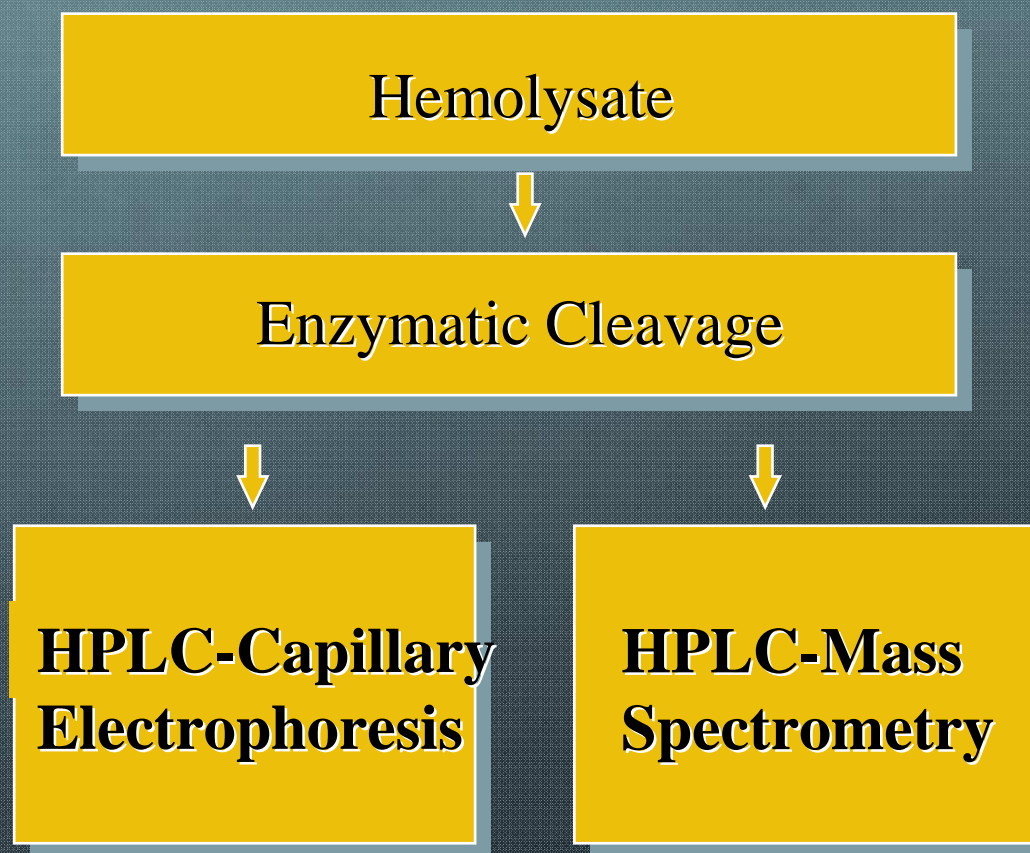 Hemolysate
Enzymatic Cleavage
HPLC-Capillary
Electrophoresis
HPLC-Mass
Spectrometry